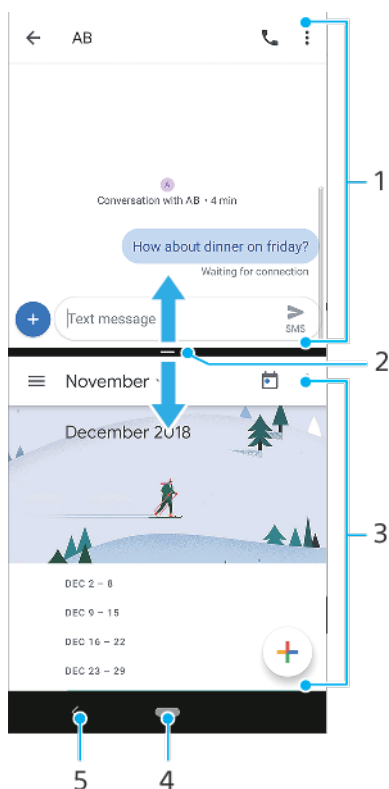 AB
A
Conversation with AB • 4 min
How about dinner on friday?
Waiting for connection
Text message
SMS
November
December 2018
DEC 2 – 8
DEC 9 – 15
DEC 16 – 22
DEC 23 – 29
1
2
3
5 4